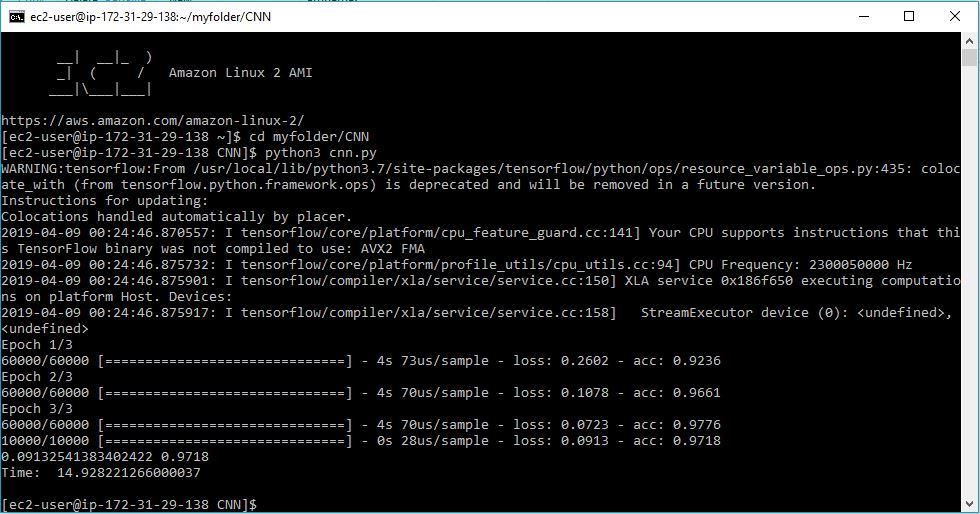 ec2-user@ip-172-31-29-138:~/myfolder/CNN
__|  __|_  )
_|  (     /   Amazon Linux 2 AMI
___|\___|___|
https://aws.amazon.com/amazon-linux-2/
[ec2-user@ip-172-31-29-138 ~]$ cd myfolder/CNN
[ec2-user@ip-172-31-29-138 CNN]$ python3 cnn.py
WARNING:tensorflow:From /usr/local/lib/python3.7/site-packages/tensorflow/python/ops/resource_variable_ops.py:435: coloc
ate_with (from tensorflow.python.framework.ops) is deprecated and will be removed in a future version.
Instructions for updating:
Colocations handled automatically by placer.
2019-04-09 00:24:46.870557: I tensorflow/core/platform/cpu_feature_guard.cc:141] Your CPU supports instructions that thi
s TensorFlow binary was not compiled to use: AVX2 FMA
2019-04-09 00:24:46.875732: I tensorflow/core/platform/profile_utils/cpu_utils.cc:94] CPU Frequency: 2300050000 Hz
2019-04-09 00:24:46.875901: I tensorflow/compiler/xla/service/service.cc:150] XLA service 0x186f650 executing computatio
ns on platform Host. Devices:
2019-04-09 00:24:46.875917: I tensorflow/compiler/xla/service/service.cc:158]   StreamExecutor device (0): <undefined>,
<undefined>
Epoch 1/3
60000/60000 [==============================] - 4s 73us/sample - loss: 0.2602 - acc: 0.9236
Epoch 2/3
60000/60000 [==============================] - 4s 70us/sample - loss: 0.1078 - acc: 0.9661
Epoch 3/3
60000/60000 [==============================] - 4s 70us/sample - loss: 0.0723 - acc: 0.9776
10000/10000 [==============================] - 0s 28us/sample - loss: 0.0913 - acc: 0.9718
0.09132541383402422 0.9718
Time:  14.928221266000037
[ec2-user@ip-172-31-29-138 CNN]$